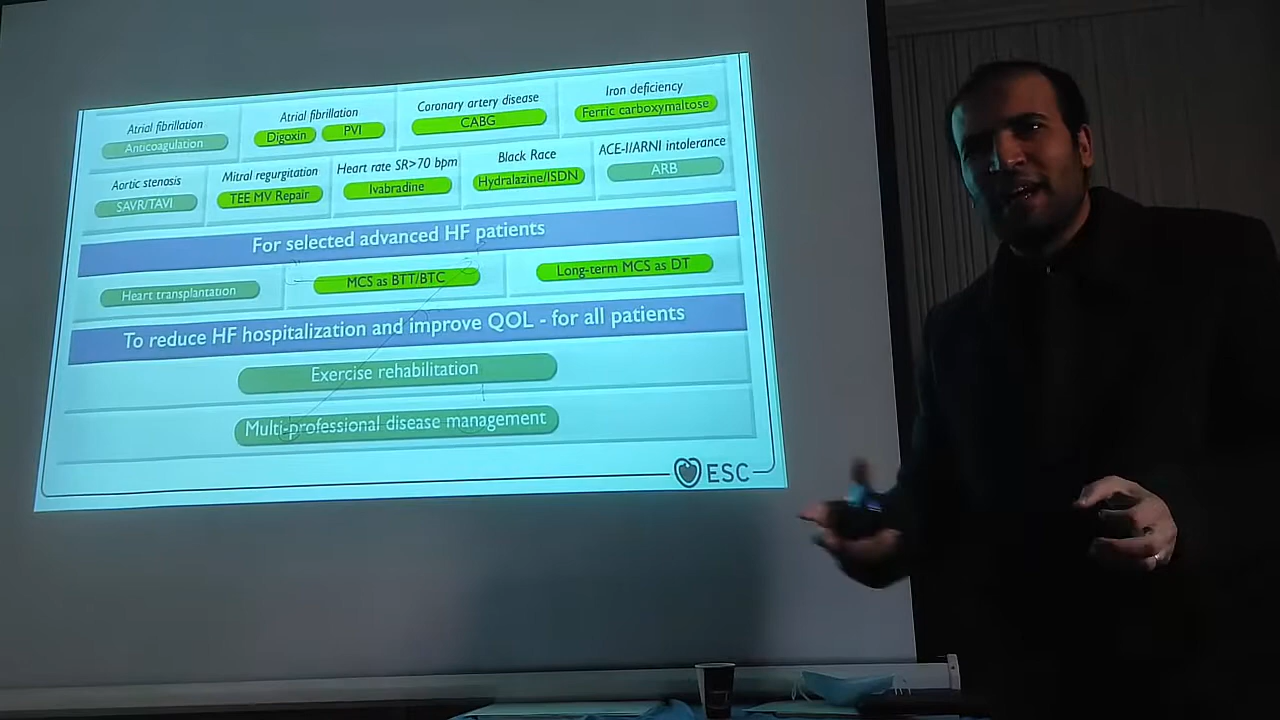 Atrial fibrillation
Anticoagulation
Atrial fibrillation
Digoxin PVI
Coronary artery disease
CABG
Iron deficiency
Ferric carboxymaltose
Aortic stenosis
SAVR/TAVI
Mitral regurgitation
TEE MV Repair
Heart rate SR>70 bpm
Ivabradine
Black Race
Hydralazine/ISDN
ACE-I/ARNI intolerance
ARB
For selected advanced HF patients
Heart transplantation
MCS as BTT/BTC
Long-term MCS as DT
To reduce HF hospitalization and improve QOL - for all patients
Exercise rehabilitation
Multi-professional disease management
ESC